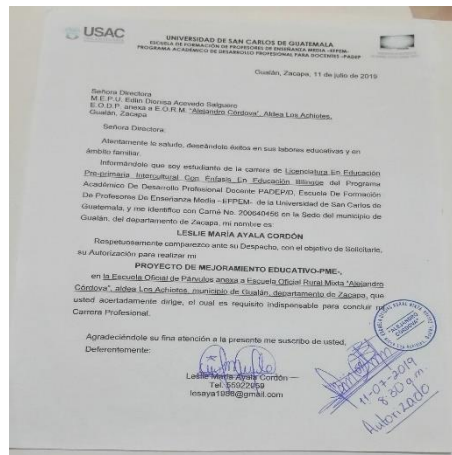 USAC
UNIVERSIDAD DE SAN CARLOS DE GUATEMALA
ESCUELA DE FORMACIÓN DE PROFESORES DE ENSEÑANZA MEDIA -EFPEM-
PROGRAMA ACADÉMICO DE DESARROLLO PROFESIONAL PARA DOCENTES -PADEP
Gualán, Zacapa, 11 de julio de 2019
Señora Directora
M.E.P.U. Edlin Dionisa Acevedo Salguero
E.O.D.P. anexa a E.O.R.M. "Alejandro Córdova", Aldea Los Achiotes,
Gualán, Zacapa
Señora Directora:
Atentamente lo saludo, deseándole éxitos en sus labores educativas y en
ámbito familiar.
Informándole que soy estudiante de la carrera de Licenciatura En Educación
Pre-primaria Intercultural Con Énfasis En Educación Bilingüe del Programa
Académico De Desarrollo Profesional Docente PADEP/D, Escuela De Formación
De Profesores De Enseñanza Media -EFPEM- de la Universidad de San Carlos de
Guatemala, y me identifico con Carné No. 200640456 en la Sede del municipio de
Gualán, del departamento de Zacapa, mi nombre es
LESLIE MARÍA AYALA CORDÓN
Respetuosamente comparezco ante su Despacho, con el objetivo de Solicitarle,
su Autorización para realizar mi
PROYECTO DE MEJORAMIENTO EDUCATIVO-PME-,
en la Escuela Oficial de Párvulos anexa a Escuela Oficial Rural Mixta "Alejandro
Córdova", aldea Los Achiotes, municipio de Gualán, departamento de Zacapa, que
usted acertadamente dirige, el cual es requisito indispensable para concluir mi
Carrera Profesional.
Agradeciéndole su fina atención a la presente me suscribo de usted,
Deferentemente:
Leslie María Ayala Cordón
Tel. 55922959
"ALEJANDRO CÓRDOVA"
11-07-2019
8:30 am
Autorizado